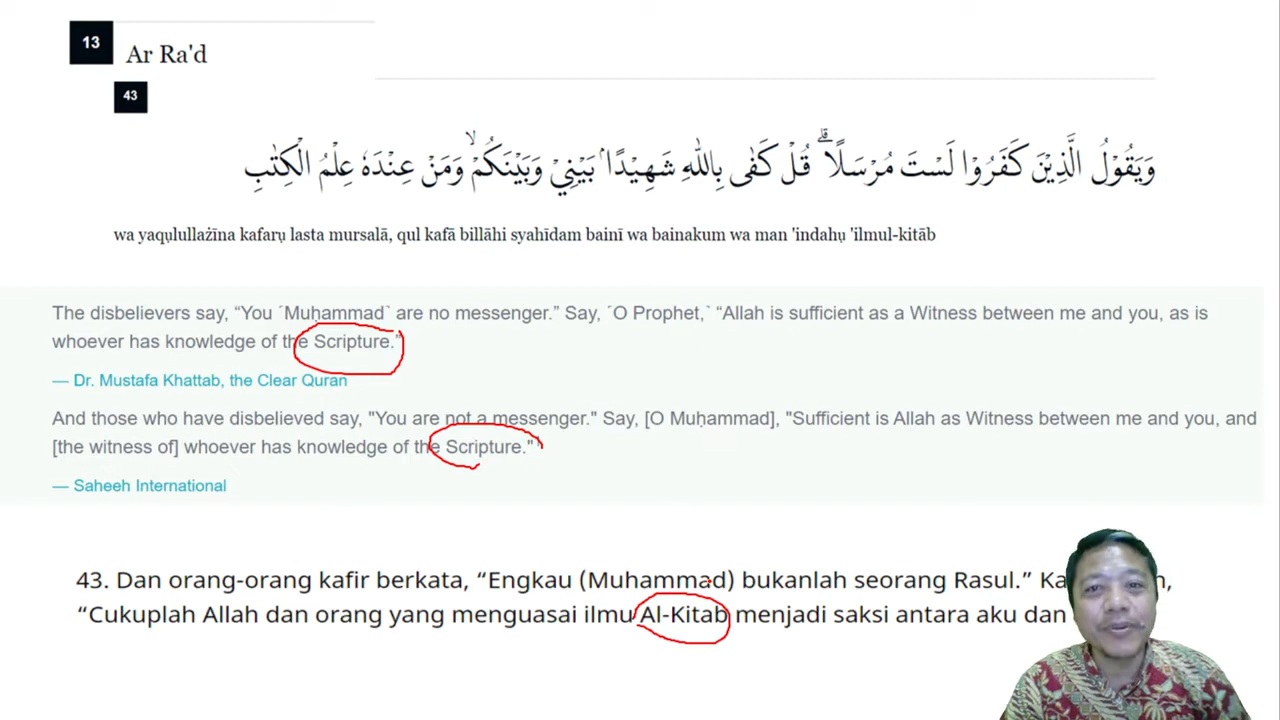 13
Ar Ra'd
43
وَيَقُوْلُ الَّذِيْنَ كَفَرُوْا لَسْتَ مُرْسَلًاۗ قُلْ كَفٰى بِاللّٰهِ شَهِيْدًاۢ بَيْنِيْ وَبَيْنَكُمْۙ وَمَنْ عِنْدَهٗ عِلْمُ الْكِتٰبِ
wa yaqụlullażīna kafarụ lasta mursalā, qul kafā billāhi syahīdam bainī wa bainakum wa man 'indahụ 'ilmul-kitāb
The disbelievers say, “You ˹Muḥammad˺ are no messenger.” Say, ˹O Prophet,˺ “Allah is sufficient as a Witness between me and you, as is
whoever has knowledge of the Scripture.”
— Dr. Mustafa Khattab, the Clear Quran
And those who have disbelieved say, "You are not a messenger." Say, [O Muḥammad], "Sufficient is Allah as Witness between me and you, and
[the witness of] whoever has knowledge of the Scripture."
— Saheeh International
43. Dan orang-orang kafir berkata, “Engkau (Muhammad) bukanlah seorang Rasul.”
“Cukuplah Allah dan orang yang menguasai ilmu Al-Kitab menjadi saksi antara aku dan